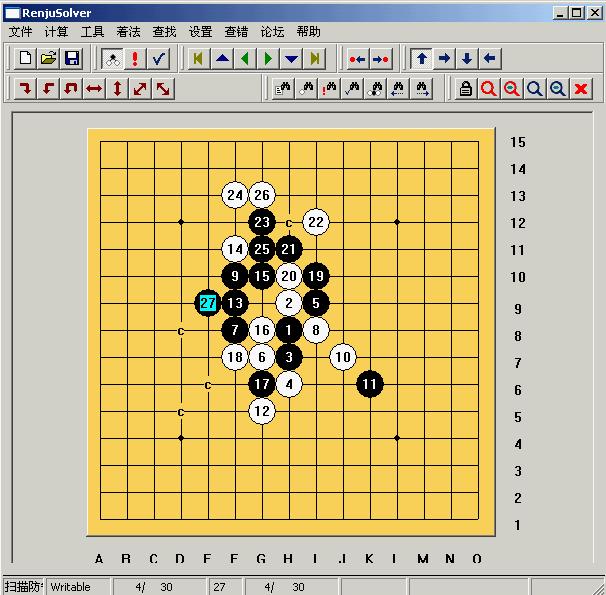 RenjuSolver
文件 计算 工具 着法 查找 设置 查错 论坛 帮助
15
14
24 26 13
23 c 22 12
14 25 21 11
9 15 20 19 10
27 13 2 5 9
c 7 16 1 8 8
18 6 3 10 7
c 17 4 11 6
c 12 5
4
3
2
1
A B C D E F G H I J K L M N O
扫描防 Writable 4/ 30 27 4/ 30